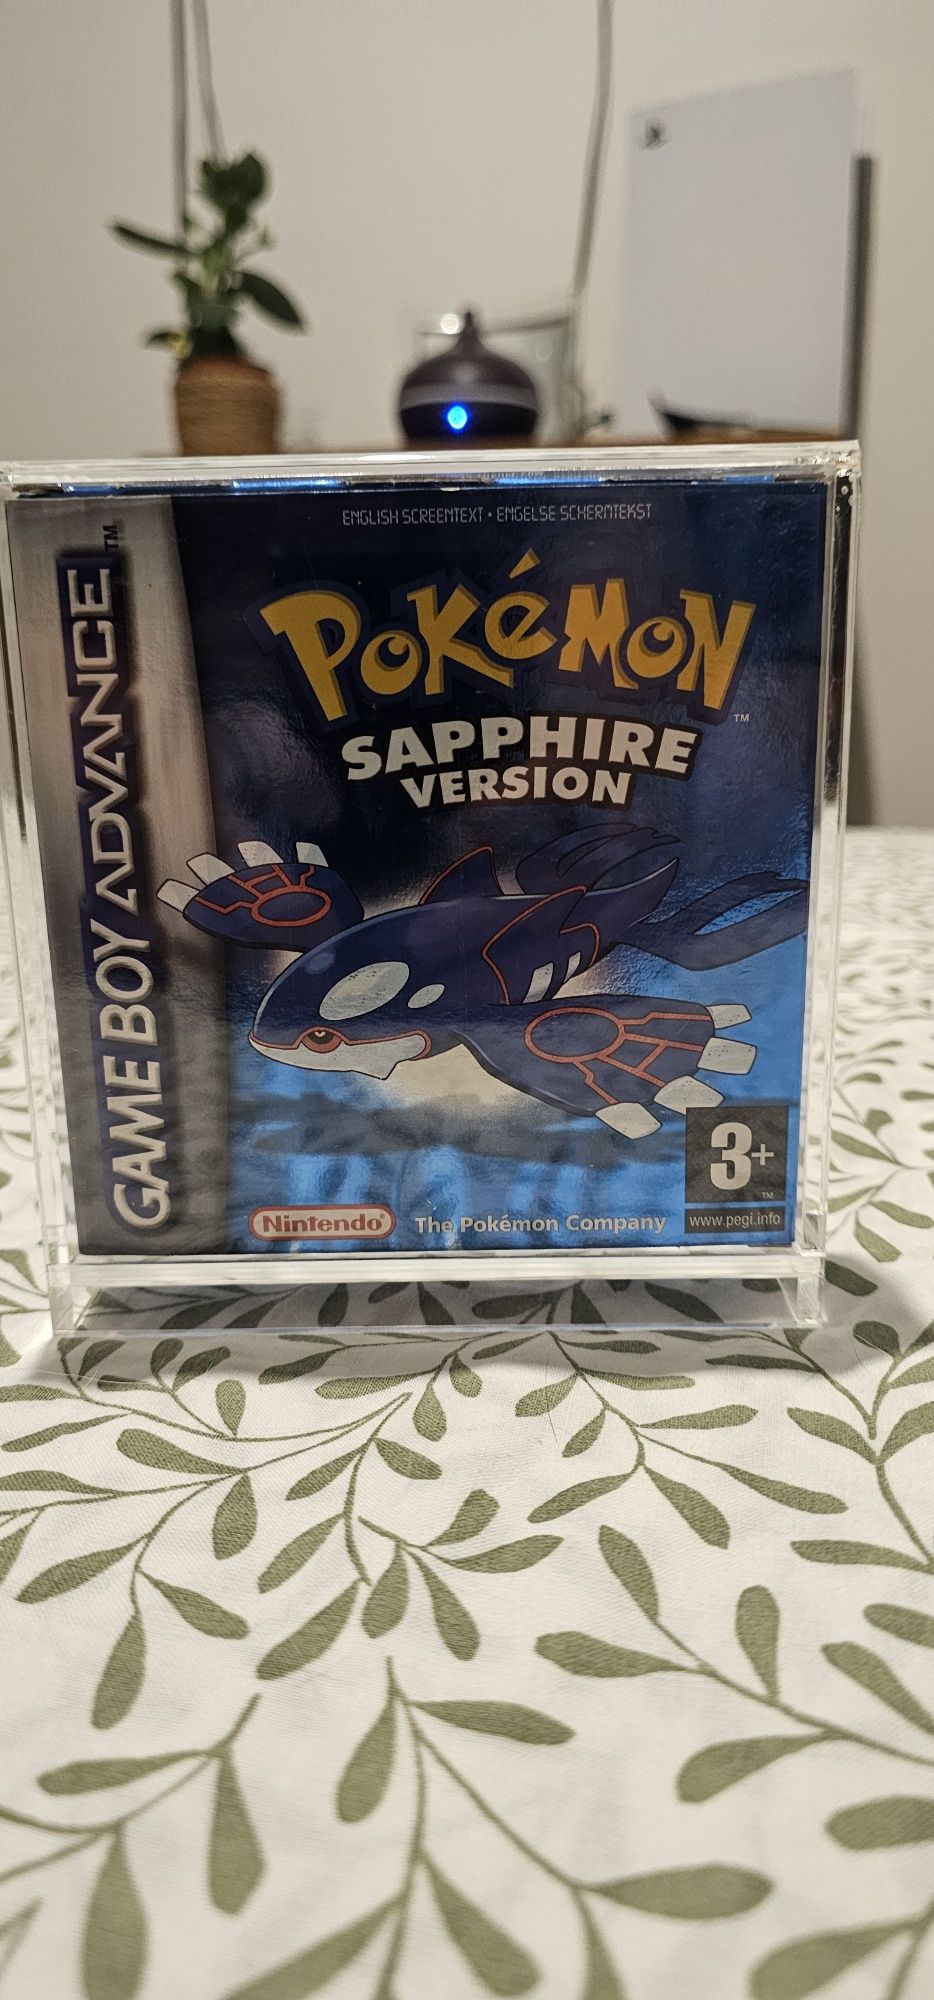 ENGLISH SCREENTEXT • ENGELSE SCHERMTEKST
GAME BOY ADVANCE™
POKéMON™
SAPPHIRE
VERSION
3+™
Nintendo®
The Pokémon Company
www.pegi.info